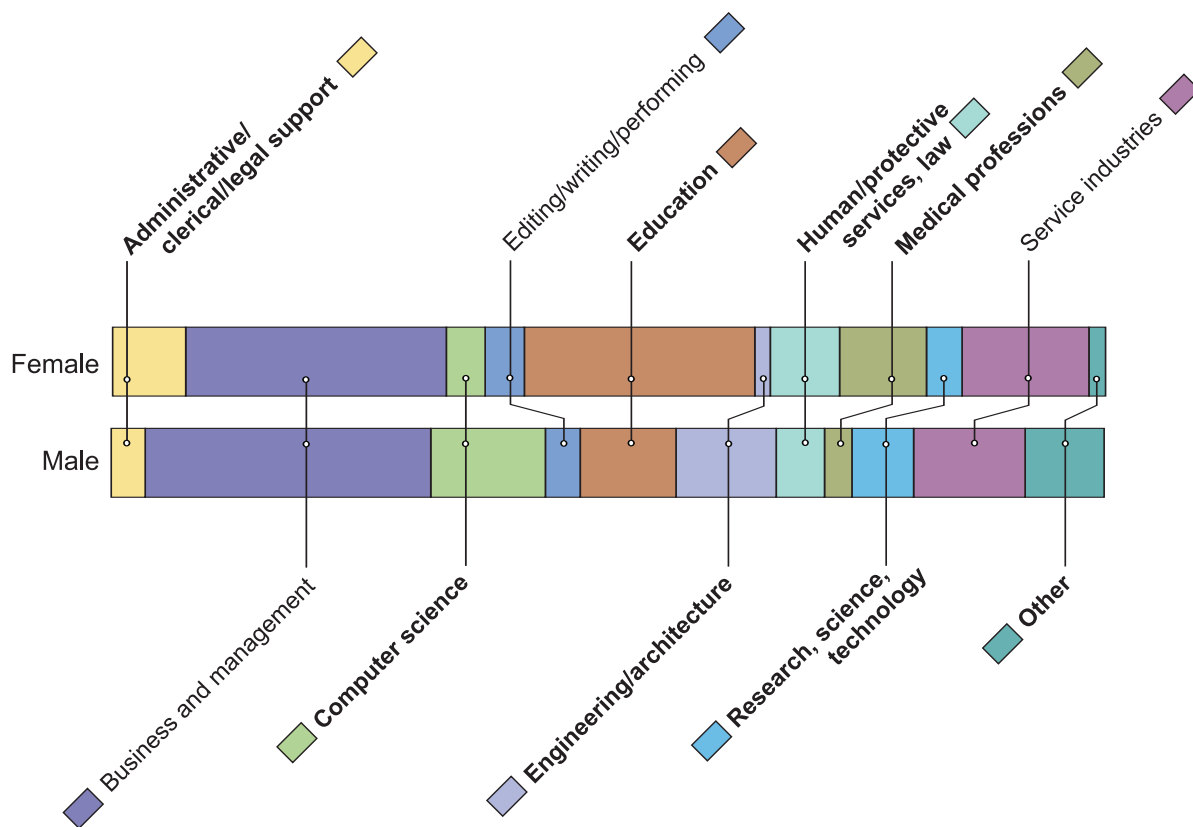 Administrative/
clerical/legal support
Editing/writing/performing
Education
Human/protective
services, law
Medical professions
Service industries
Female
Male
Business and management
Computer science
Engineering/architecture
Research, science,
technology
Other